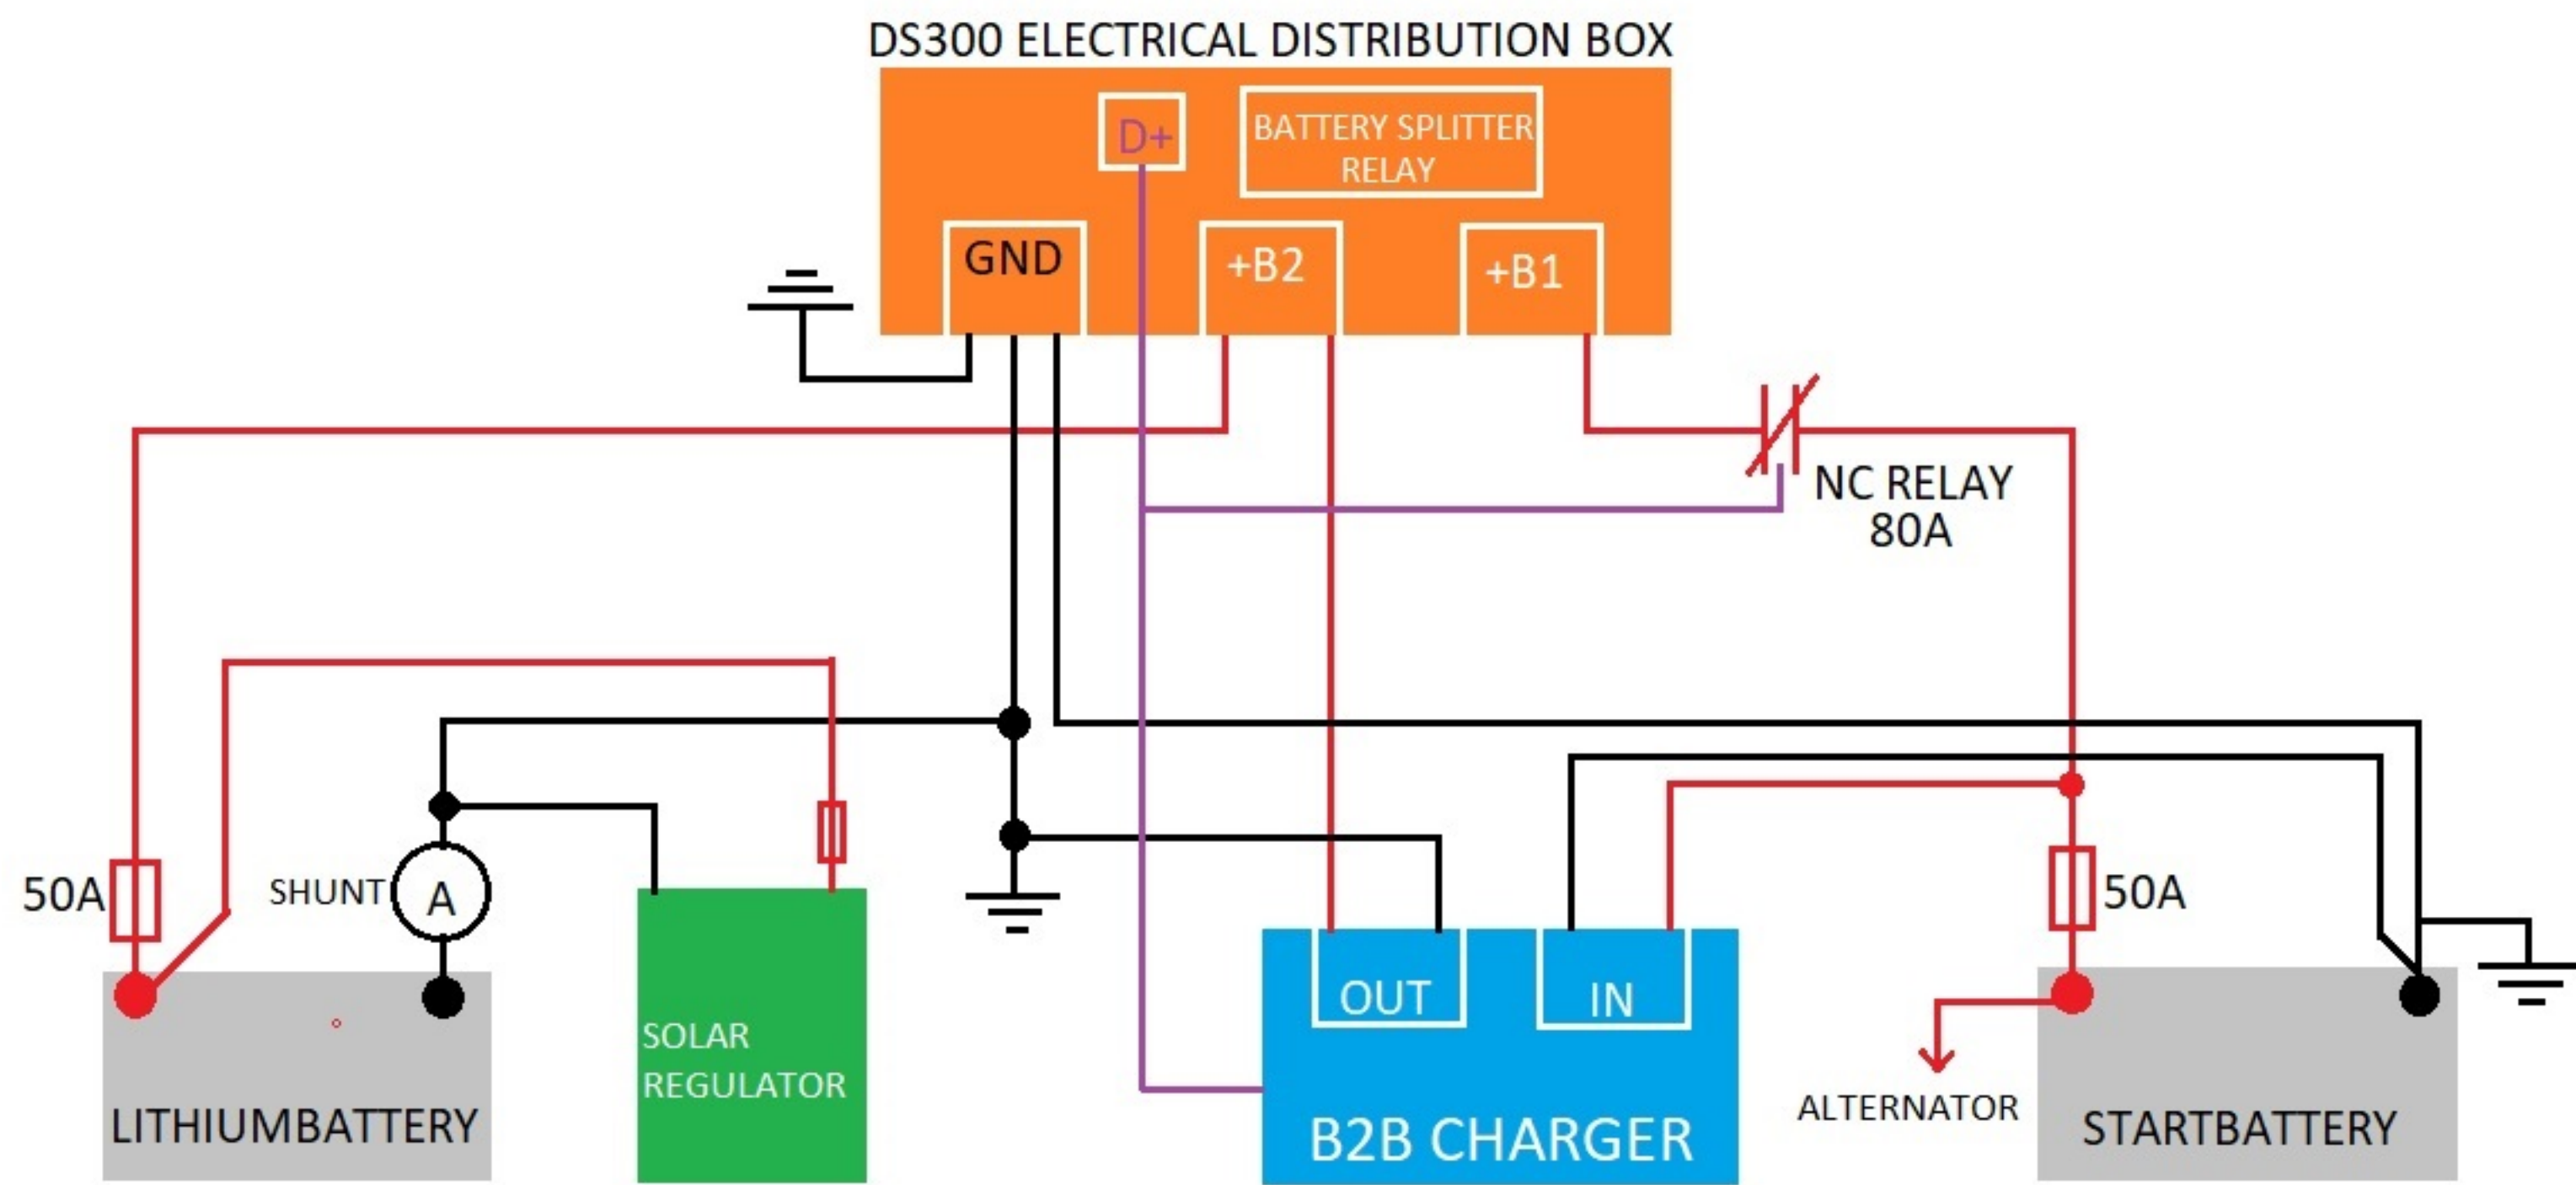 DS300 ELECTRICAL DISTRIBUTION BOX
D+
BATTERY SPLITTER
RELAY
GND
+B2
+B1
NC RELAY
80A
50A
SHUNT
A
50A
OUT
IN
SOLAR
REGULATOR
LITHIUMBATTERY
B2B CHARGER
ALTERNATOR
STARTBATTERY